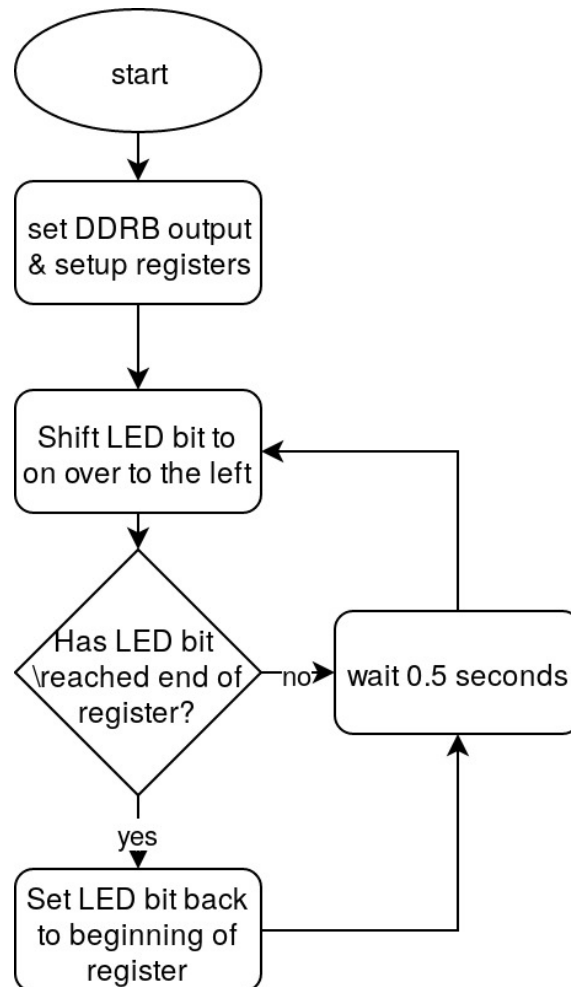 start
set DDRB output
& setup registers
Shift LED bit to
on over to the left
Has LED bit
\reached end of
register?
no
wait 0.5 seconds
yes
Set LED bit back
to beginning of
register